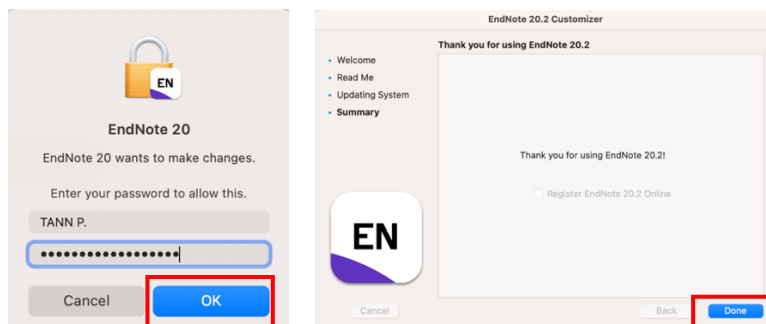 EN
EndNote 20
EndNote 20 wants to make changes.
Enter your password to allow this.
TANN P.
••••••••••••••••••
Cancel
OK
EndNote 20.2 Customizer
Thank you for using EndNote 20.2
• Welcome
• Read Me
• Updating System
• Summary
Thank you for using EndNote 20.2!
Register EndNote 20.2 Online
EN
Cancel
Back
Done